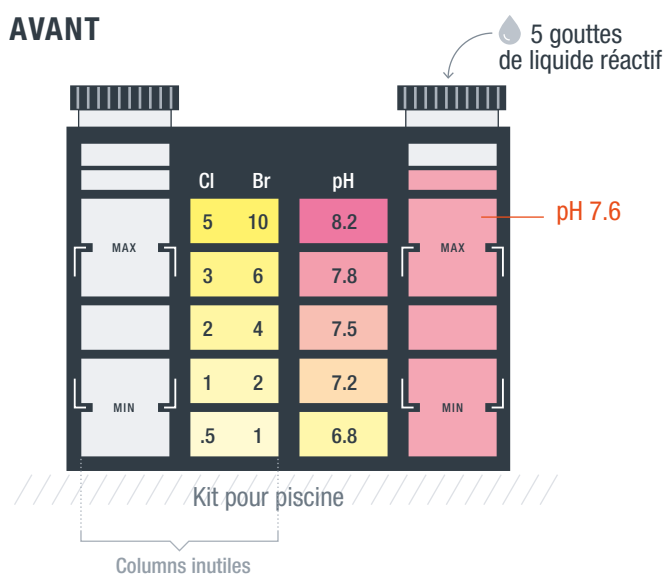 AVANT
5 gouttes
de liquide réactif
Cl Br pH
5 10 8.2
pH 7.6
MAX MAX
3 6 7.8
2 4 7.5
1 2 7.2
MIN MIN
.5 1 6.8
Kit pour piscine
Columns inutiles